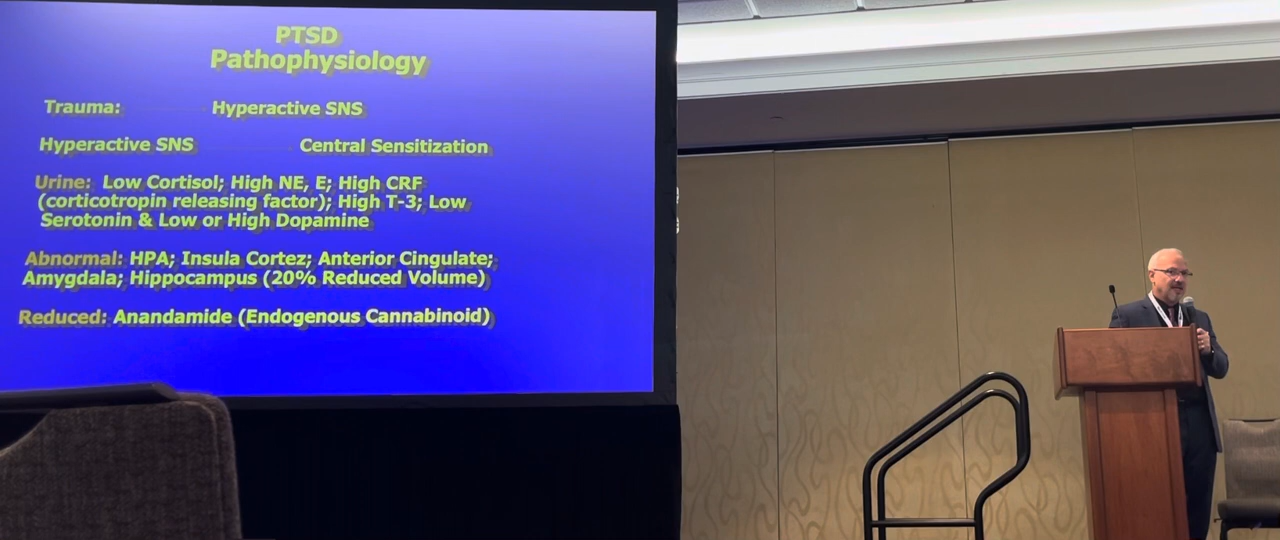 PTSD
Pathophysiology
Trauma: Hyperactive SNS
Hyperactive SNS Central Sensitization
Urine: Low Cortisol; High NE, E; High CRF
(corticotropin releasing factor); High T-3; Low
Serotonin & Low or High Dopamine
Abnormal: HPA; Insula Cortez; Anterior Cingulate;
Amygdala; Hippocampus (20% Reduced Volume)
Reduced: Anandamide (Endogenous Cannabinoid)